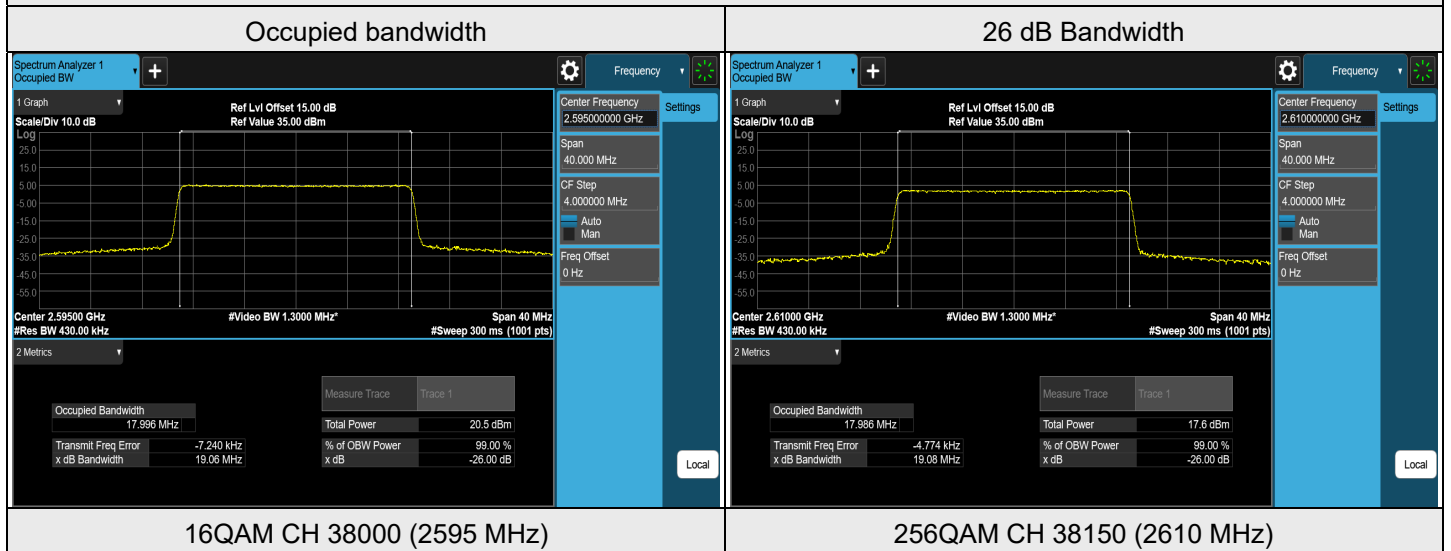 Occupied bandwidth
26 dB Bandwidth
Spectrum Analyzer 1
Occupied BW
+
Frequency
1 Graph
Scale/Div 10.0 dB
Ref Lvl Offset 15.00 dB
Ref Value 35.00 dBm
Log
25.0
15.0
5.00
-5.00
-15.0
-25.0
-35.0
-45.0
-55.0
Center 2.59500 GHz
#Res BW 430.00 kHz
#Video BW 1.3000 MHz*
Span 40 MHz
#Sweep 300 ms (1001 pts)
Center Frequency
2.595000000 GHz
Settings
Span
40.000 MHz
CF Step
4.000000 MHz
Auto
Man
Freq Offset
0 Hz
Local
2 Metrics
Measure Trace Trace 1
Occupied Bandwidth
17.996 MHz
Total Power 20.5 dBm
Transmit Freq Error -7.240 kHz
% of OBW Power 99.00 %
x dB Bandwidth 19.06 MHz
x dB -26.00 dB
Spectrum Analyzer 1
Occupied BW
+
Frequency
1 Graph
Scale/Div 10.0 dB
Ref Lvl Offset 15.00 dB
Ref Value 35.00 dBm
Log
25.0
15.0
5.00
-5.00
-15.0
-25.0
-35.0
-45.0
-55.0
Center 2.61000 GHz
#Res BW 430.00 kHz
#Video BW 1.3000 MHz*
Span 40 MHz
#Sweep 300 ms (1001 pts)
Center Frequency
2.610000000 GHz
Settings
Span
40.000 MHz
CF Step
4.000000 MHz
Auto
Man
Freq Offset
0 Hz
Local
2 Metrics
Measure Trace Trace 1
Occupied Bandwidth
17.986 MHz
Total Power 17.6 dBm
Transmit Freq Error -4.774 kHz
% of OBW Power 99.00 %
x dB Bandwidth 19.08 MHz
x dB -26.00 dB
16QAM CH 38000 (2595 MHz)
256QAM CH 38150 (2610 MHz)